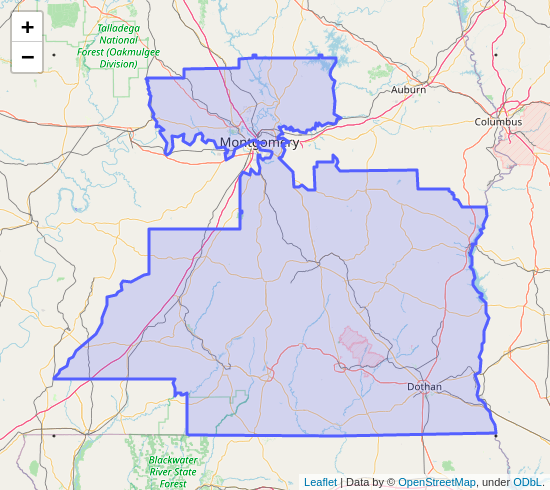 +
−
Talladega
National
Forest (Oakmulgee
Division)
Auburn
Columbus
Montgomery
Dothan
Blackwater
River State
Forest
Leaflet | Data by © OpenStreetMap, under ODbL.